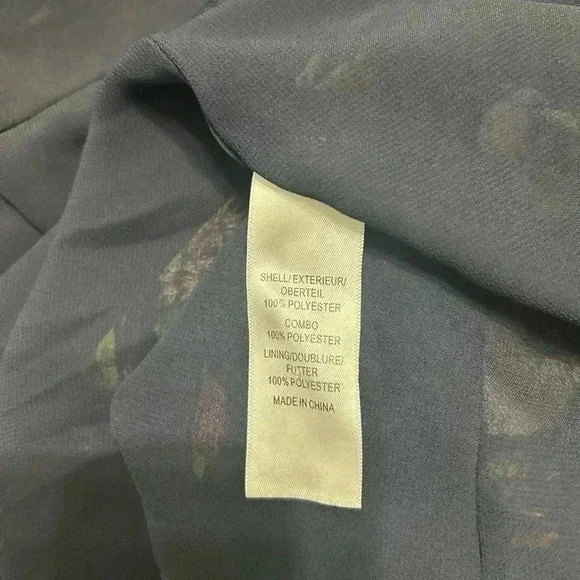 SHELL/EXTERIEUR/
OBERTEIL
100% POLYESTER
COMBO
100% POLYESTER
LINING/DOUBLURE/
FUTTER
100% POLYESTER
MADE IN CHINA